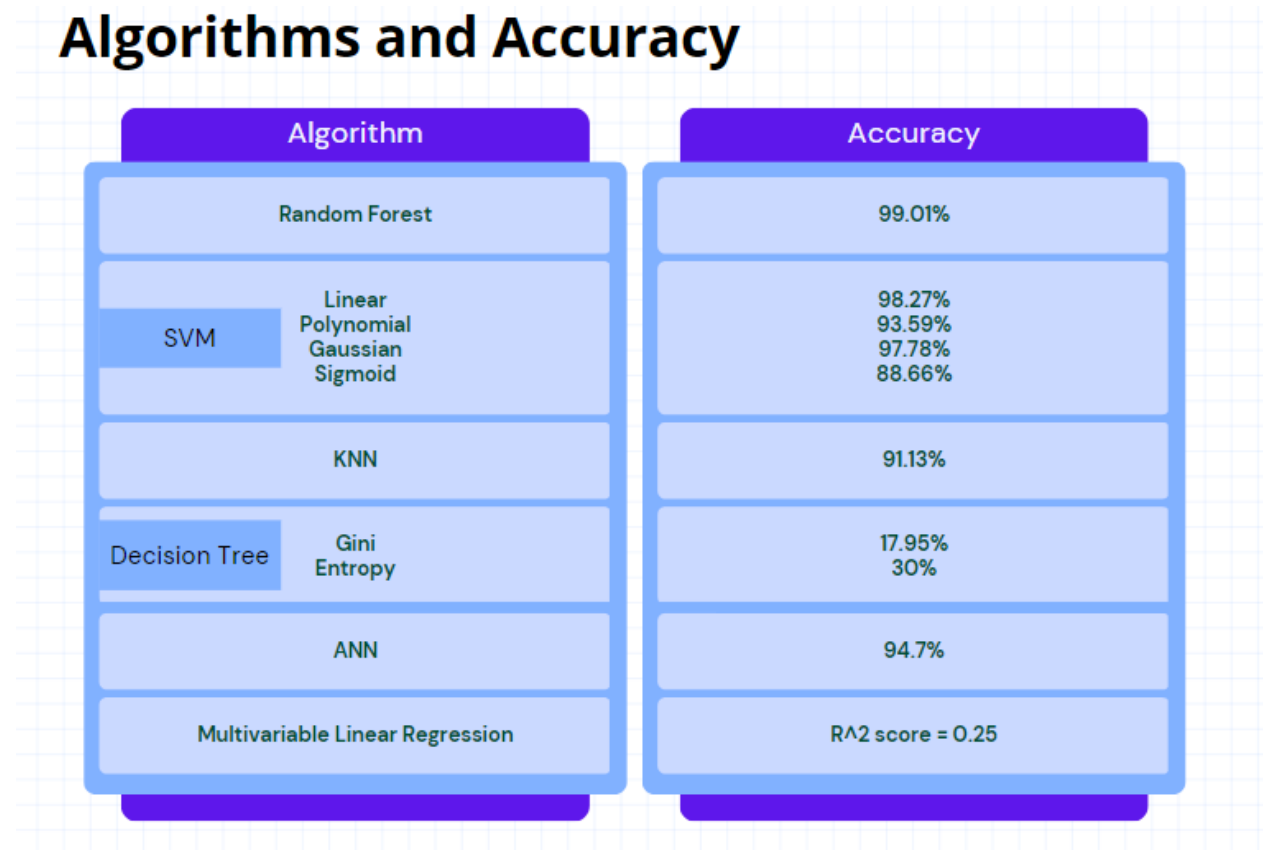 Algorithms and Accuracy
Algorithm
Accuracy
Random Forest
99.01%
SVM
Linear
Polynomial
Gaussian
Sigmoid
98.27%
93.59%
97.78%
88.66%
KNN
91.13%
Decision Tree
Gini
Entropy
17.95%
30%
ANN
94.7%
Multivariable Linear Regression
R^2 score = 0.25